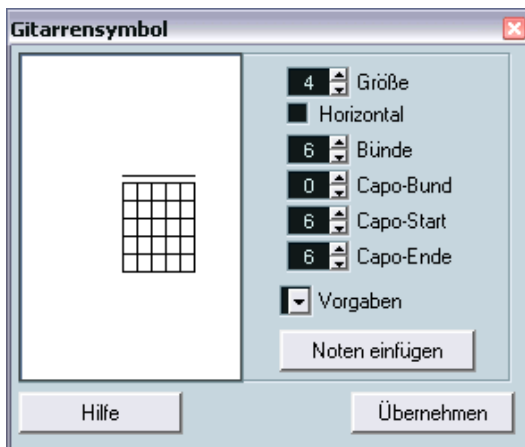 Gitarrensymbol
4 Größe
Horizontal
6 Bünde
0 Capo-Bund
6 Capo-Start
6 Capo-Ende
Vorgaben
Noten einfügen
Hilfe
Übernehmen